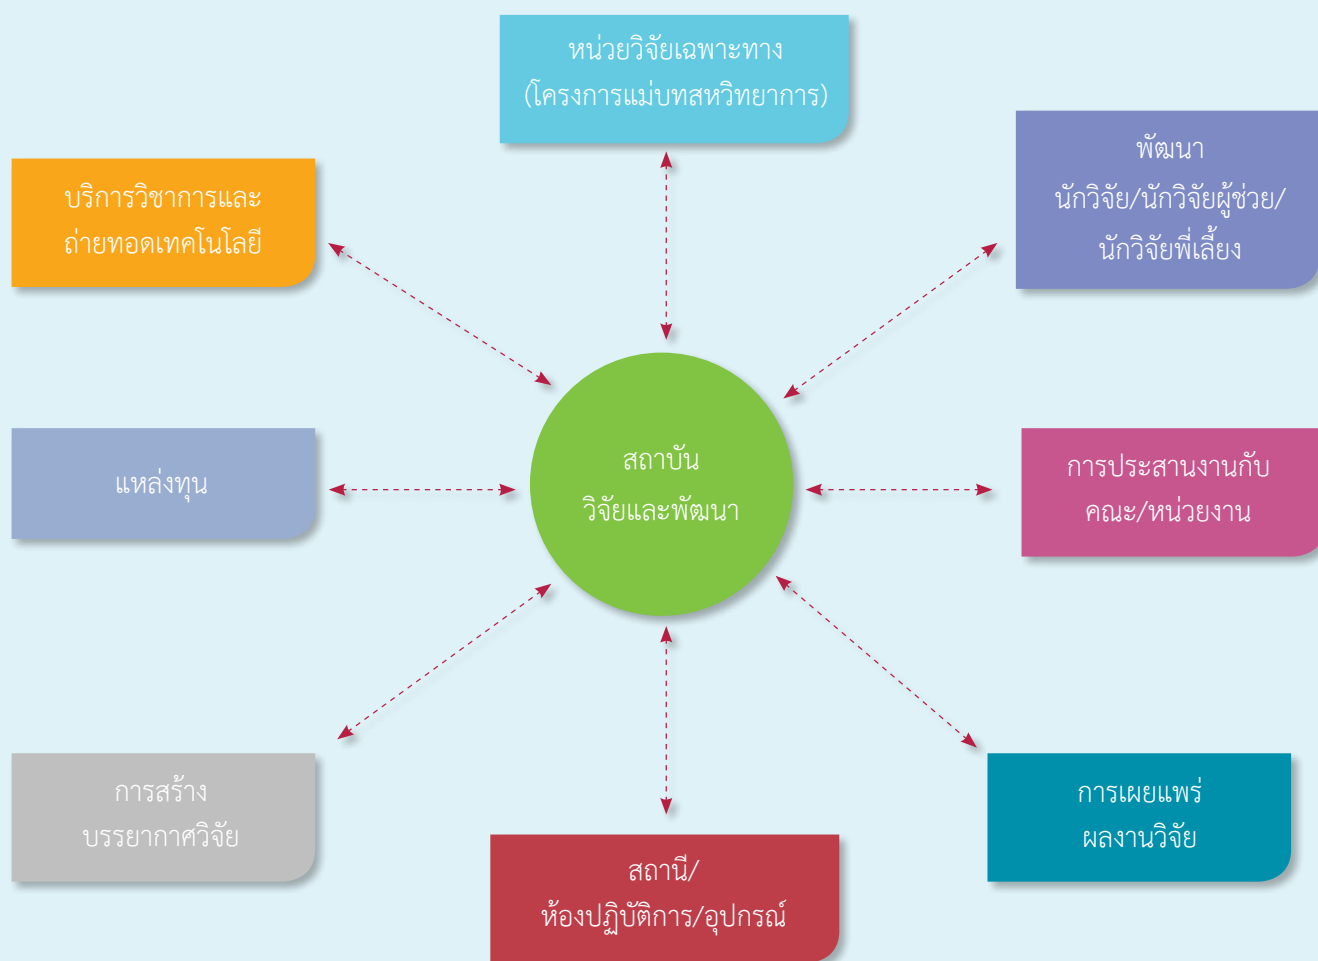 หน่วยวิจัยเฉพาะทาง
(โครงการแม่บทสหวิทยาการ)
พัฒนา
นักวิจัย/นักวิจัยผู้ช่วย/
นักวิจัยพี่เลี้ยง
บริการวิชาการและ
ถ่ายทอดเทคโนโลยี
สถาบัน
วิจัยและพัฒนา
แหล่งทุน
การประสานงานกับ
คณะ/หน่วยงาน
การสร้าง
บรรยากาศวิจัย
สถานี/
ห้องปฏิบัติการ/อุปกรณ์
การเผยแพร่
ผลงานวิจัย